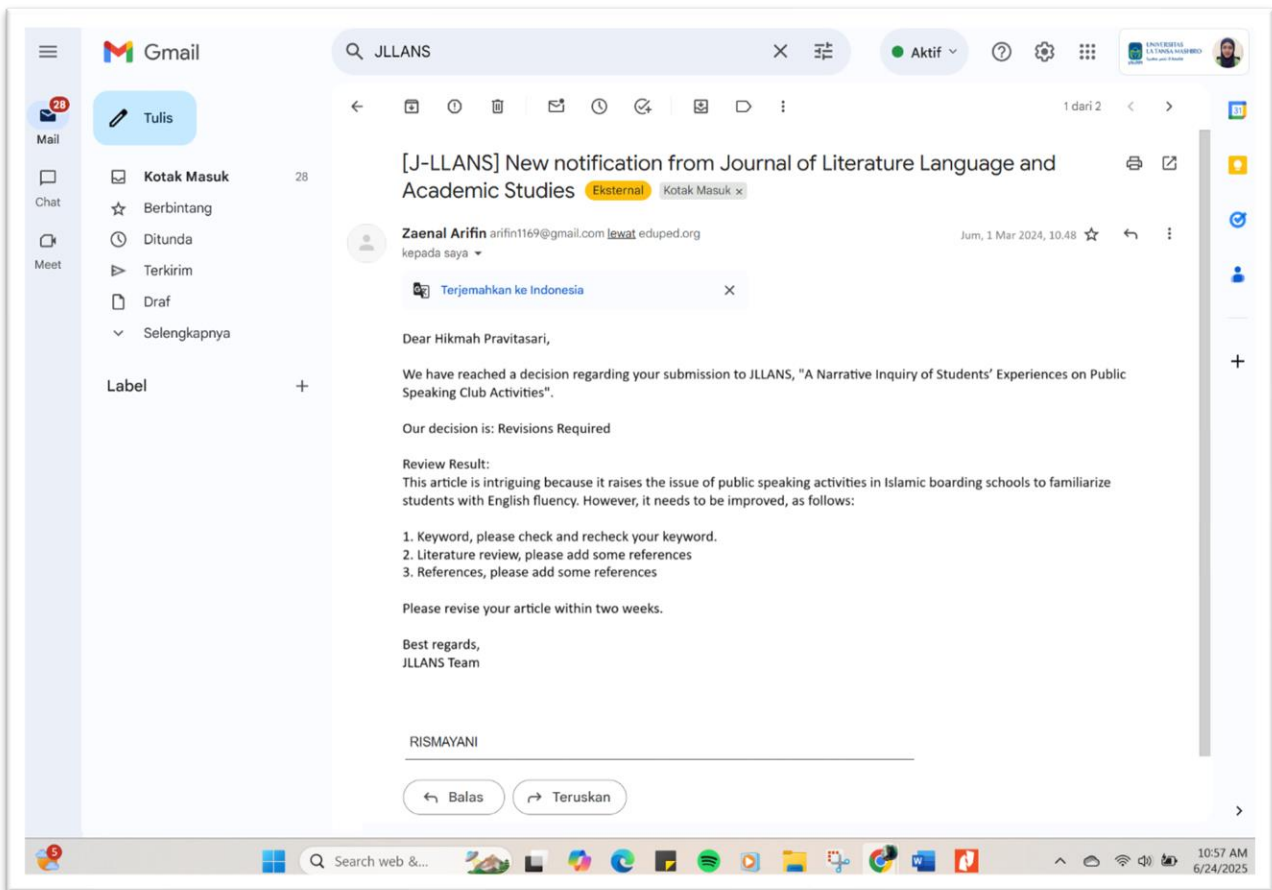 Gmail
JLLANS
Aktif
UNIVERSITAS
LA TANSA MASHIRO
28
Mail
Chat
Meet
Tulis
Kotak Masuk 28
Berbintang
Ditunda
Terkirim
Draf
Selengkapnya
Label
1 dari 2
31
[J-LLANS] New notification from Journal of Literature Language and
Academic Studies Eksternal Kotak Masuk x
Zaenal Arifin arifin1169@gmail.com lewat eduped.org
Jum, 1 Mar 2024, 10.48
kepada saya
Terjemahkan ke Indonesia
Dear Hikmah Pravitasari,
We have reached a decision regarding your submission to JLLANS, "A Narrative Inquiry of Students' Experiences on Public
Speaking Club Activities".
Our decision is: Revisions Required
Review Result:
This article is intriguing because it raises the issue of public speaking activities in Islamic boarding schools to familiarize
students with English fluency. However, it needs to be improved, as follows:
1. Keyword, please check and recheck your keyword.
2. Literature review, please add some references
3. References, please add some references
Please revise your article within two weeks.
Best regards,
JLLANS Team
RISMAYANI
Balas
Teruskan
5
Search web &...
10:57 AM
6/24/2025